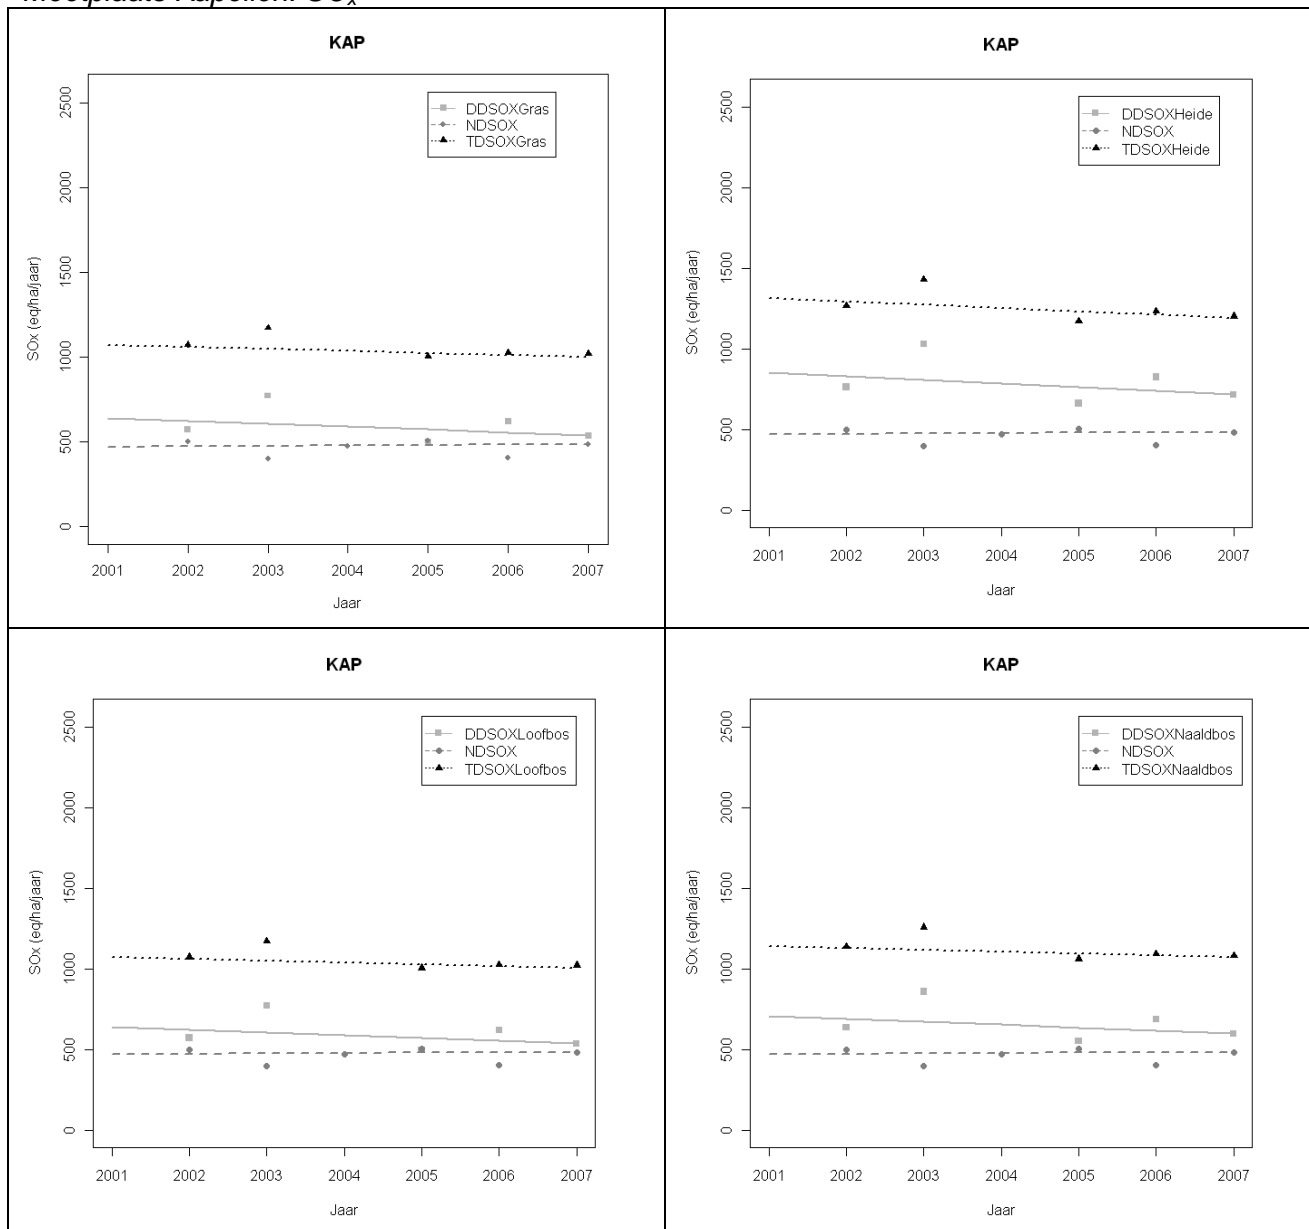 Meetplaats Kapellen: SOx
KAP
DDSOXGras
NDSOX
TDSOXGras
SOx (eq/ha/jaar)
2500
2000
1500
1000
500
0
2001 2002 2003 2004 2005 2006 2007
Jaar
KAP
DDSOXHeide
NDSOX
TDSOXHeide
SOx (eq/ha/jaar)
2500
2000
1500
1000
500
0
2001 2002 2003 2004 2005 2006 2007
Jaar
KAP
DDSOXLoofbos
NDSOX
TDSOXLoofbos
SOx (eq/ha/jaar)
2500
2000
1500
1000
500
0
2001 2002 2003 2004 2005 2006 2007
Jaar
KAP
DDSOXNaaldbos
NDSOX
TDSOXNaaldbos
SOx (eq/ha/jaar)
2500
2000
1500
1000
500
0
2001 2002 2003 2004 2005 2006 2007
Jaar